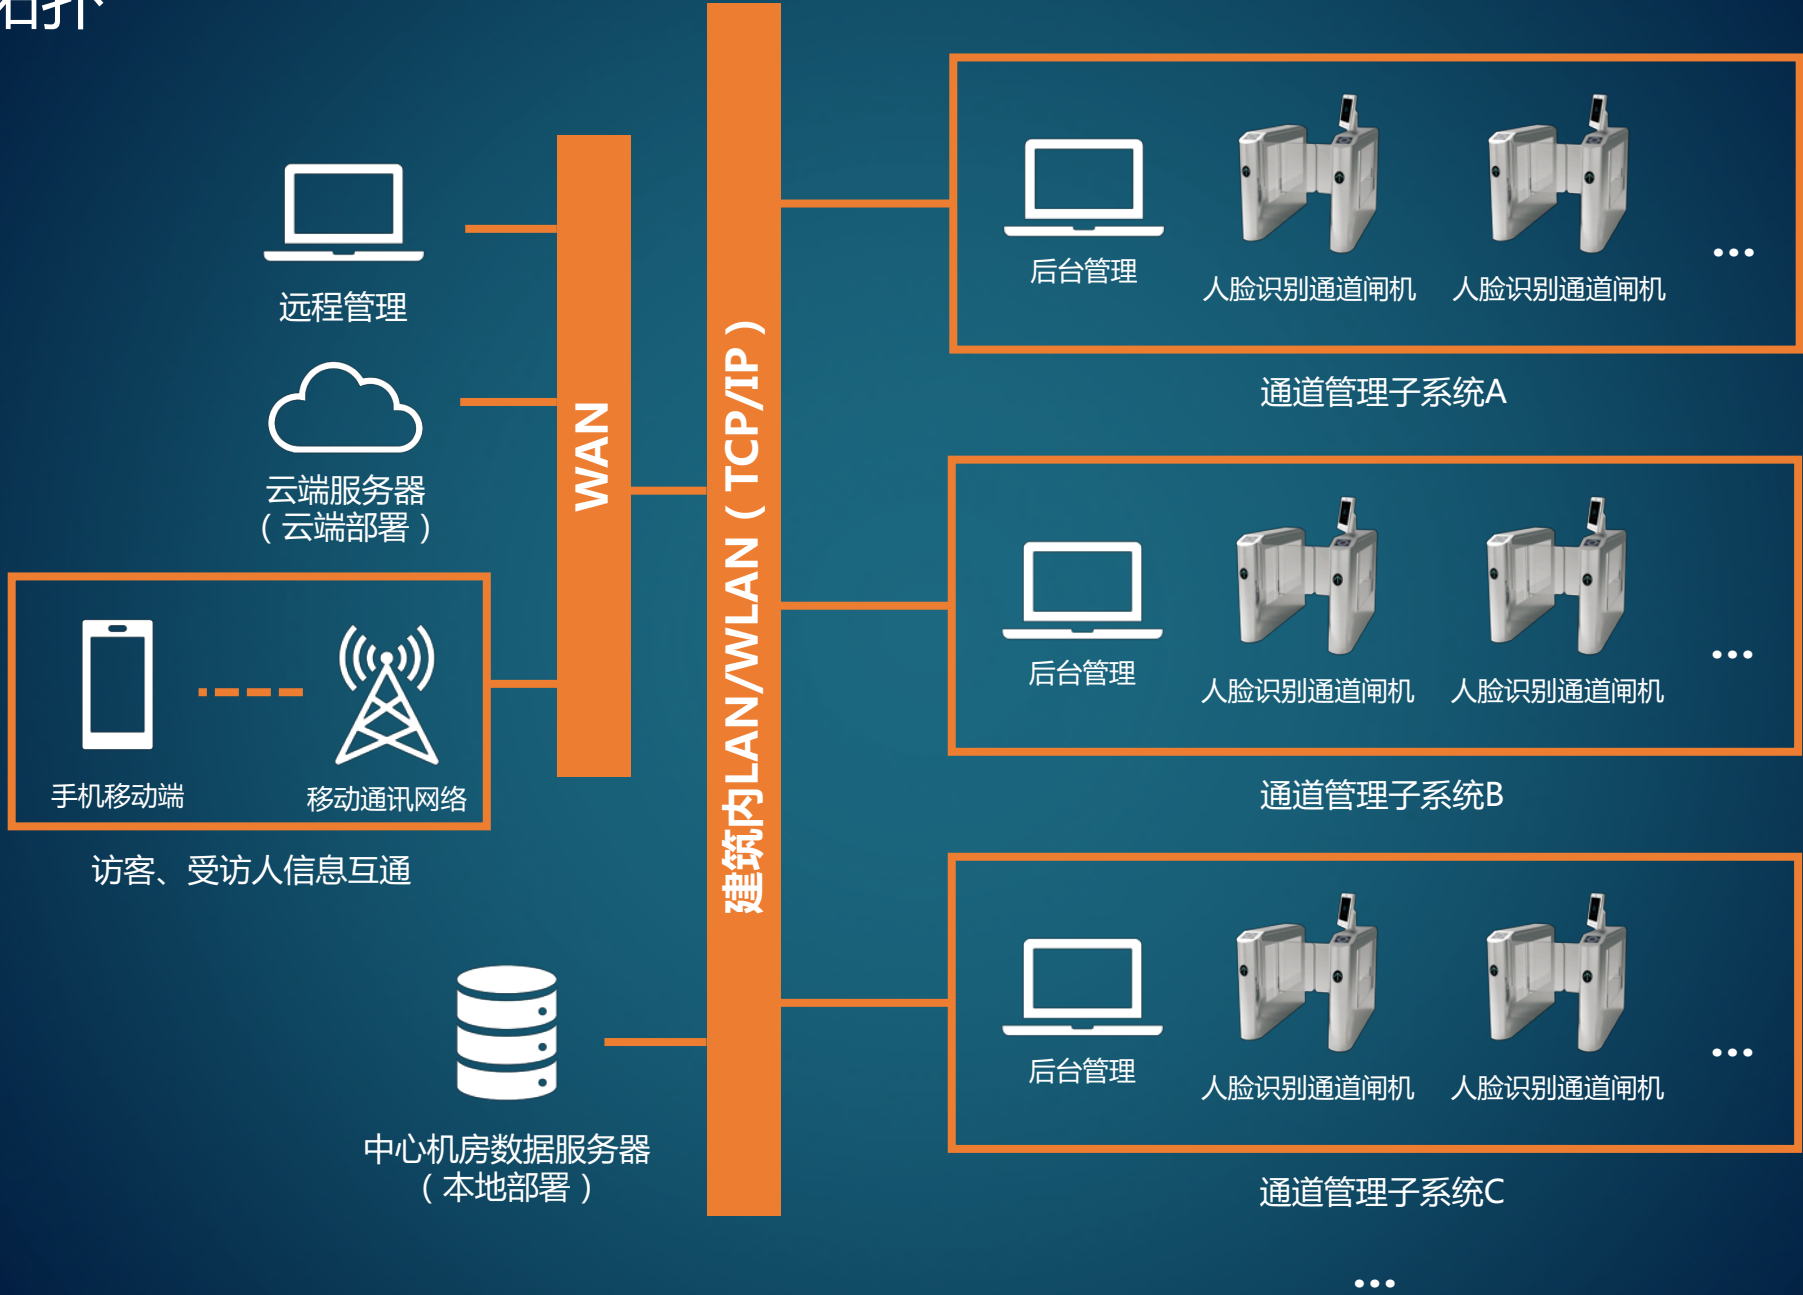 拓扑
远程管理
云端服务器
（云端部署）
手机移动端
移动通讯网络
访客、受访人信息互通
中心机房数据服务器
（本地部署）
WAN
建筑内LAN/WLAN（TCP/IP）
后台管理
人脸识别通道闸机
人脸识别通道闸机
...
通道管理子系统A
后台管理
人脸识别通道闸机
人脸识别通道闸机
...
通道管理子系统B
后台管理
人脸识别通道闸机
人脸识别通道闸机
...
通道管理子系统C
...